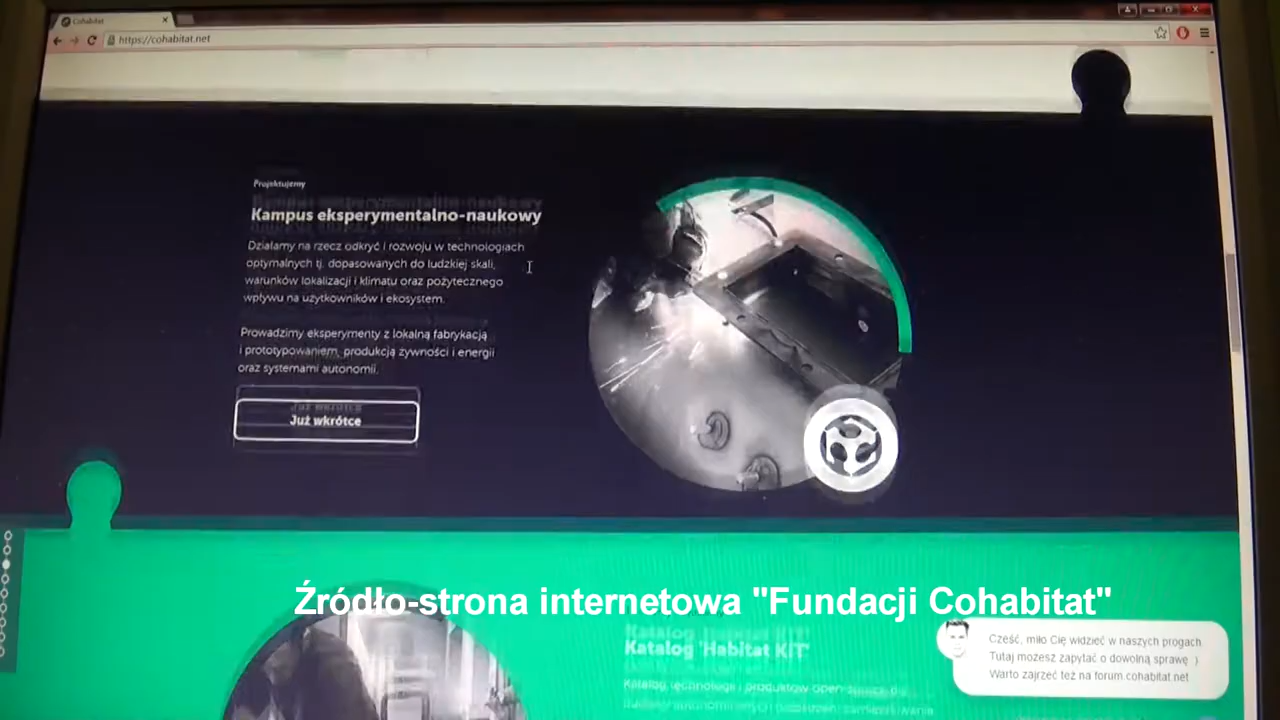 Cohabitat
https://cohabitat.net
Projektujemy
Kampus eksperymentalno-naukowy
Działamy na rzecz odkryć i rozwoju w technologiach
optymalnych tj. dopasowanych do ludzkiej skali,
warunków lokalizacji i klimatu oraz pożytecznego
wpływu na użytkowników i ekosystem.
Prowadzimy eksperymenty z lokalną fabrykacją
i prototypowaniem, produkcją żywności i energii
oraz systemami autonomii.
Już wkrótce
Źródło-strona internetowa "Fundacji Cohabitat"
Katalog 'Habitat KIT'
Katalog technologii i produktów open
Cześć, miło Cię widzieć w naszych progach
Tutaj możesz zapytać o dowolną sprawę :)
Warto zajrzeć też na forum.cohabitat.net